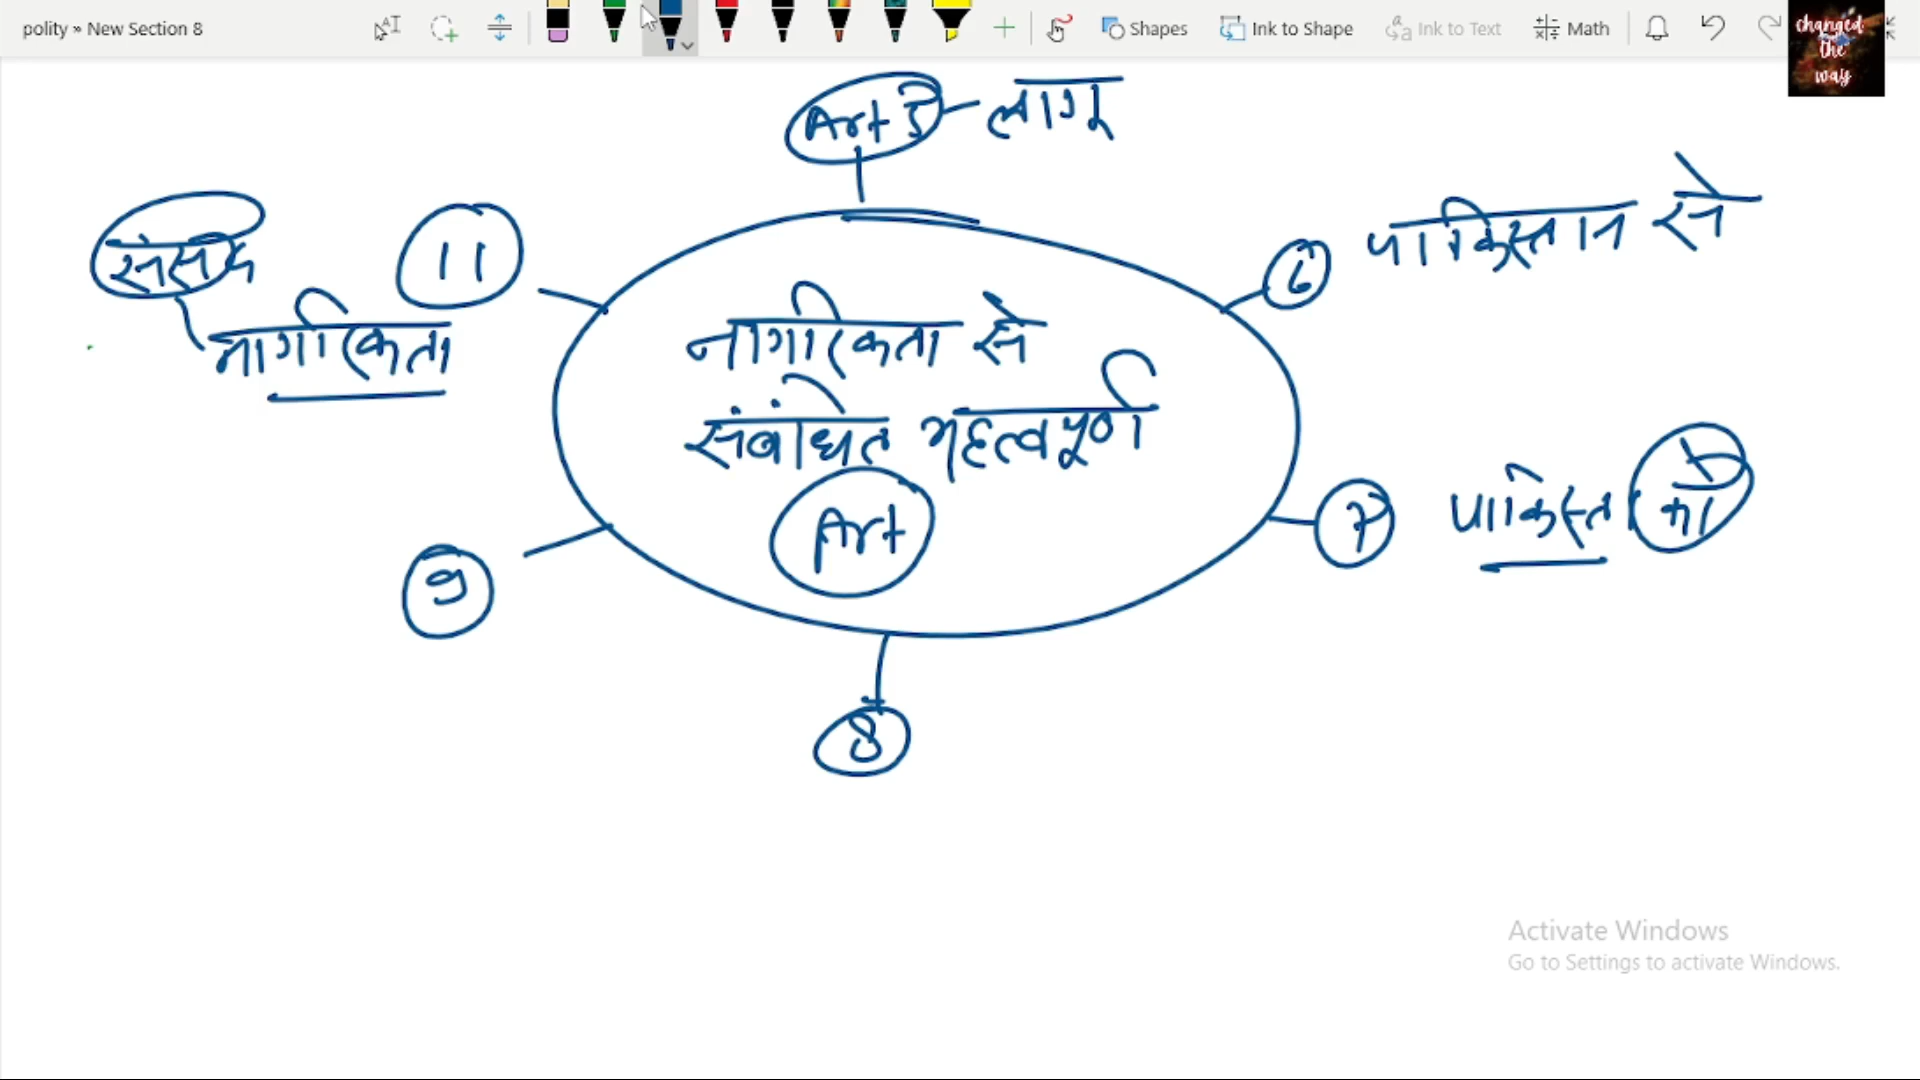 polity » New Section 8
Shapes
Ink to Shape
Ink to Text
Math
changed
the
way
Art 5 - लागू
संसद
नागरिकता
11
6 पाकिस्तान से
नागरिकता से
संबंधित महत्वपूर्ण
Art
7 पाकिस्तान को
9
8
Activate Windows
Go to Settings to activate Windows.